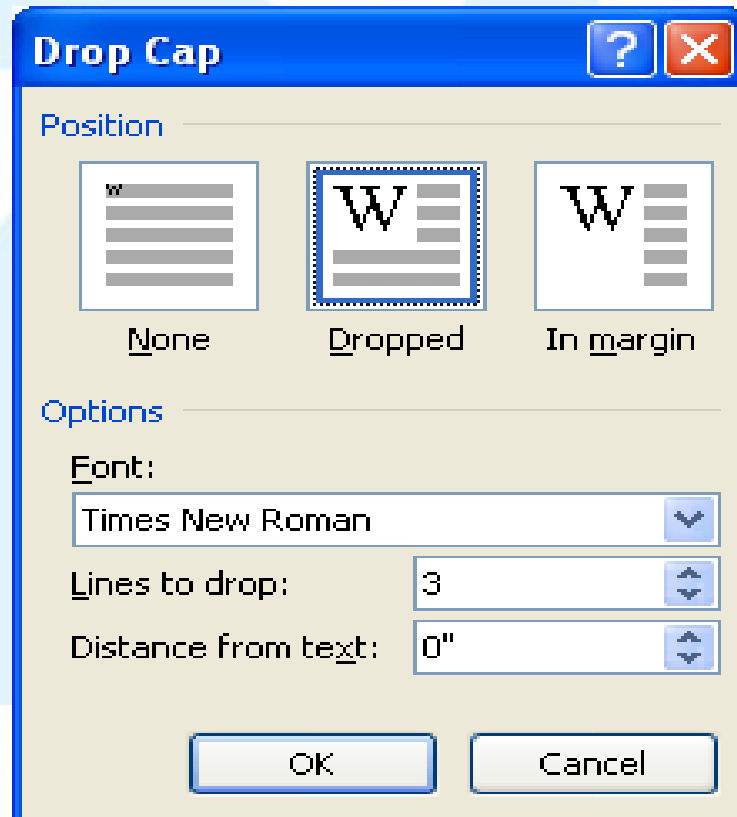 Drop Cap
Position
W W W
None Dropped In margin
Options
Font:
Times New Roman
Lines to drop: 3
Distance from text: 0"
OK Cancel